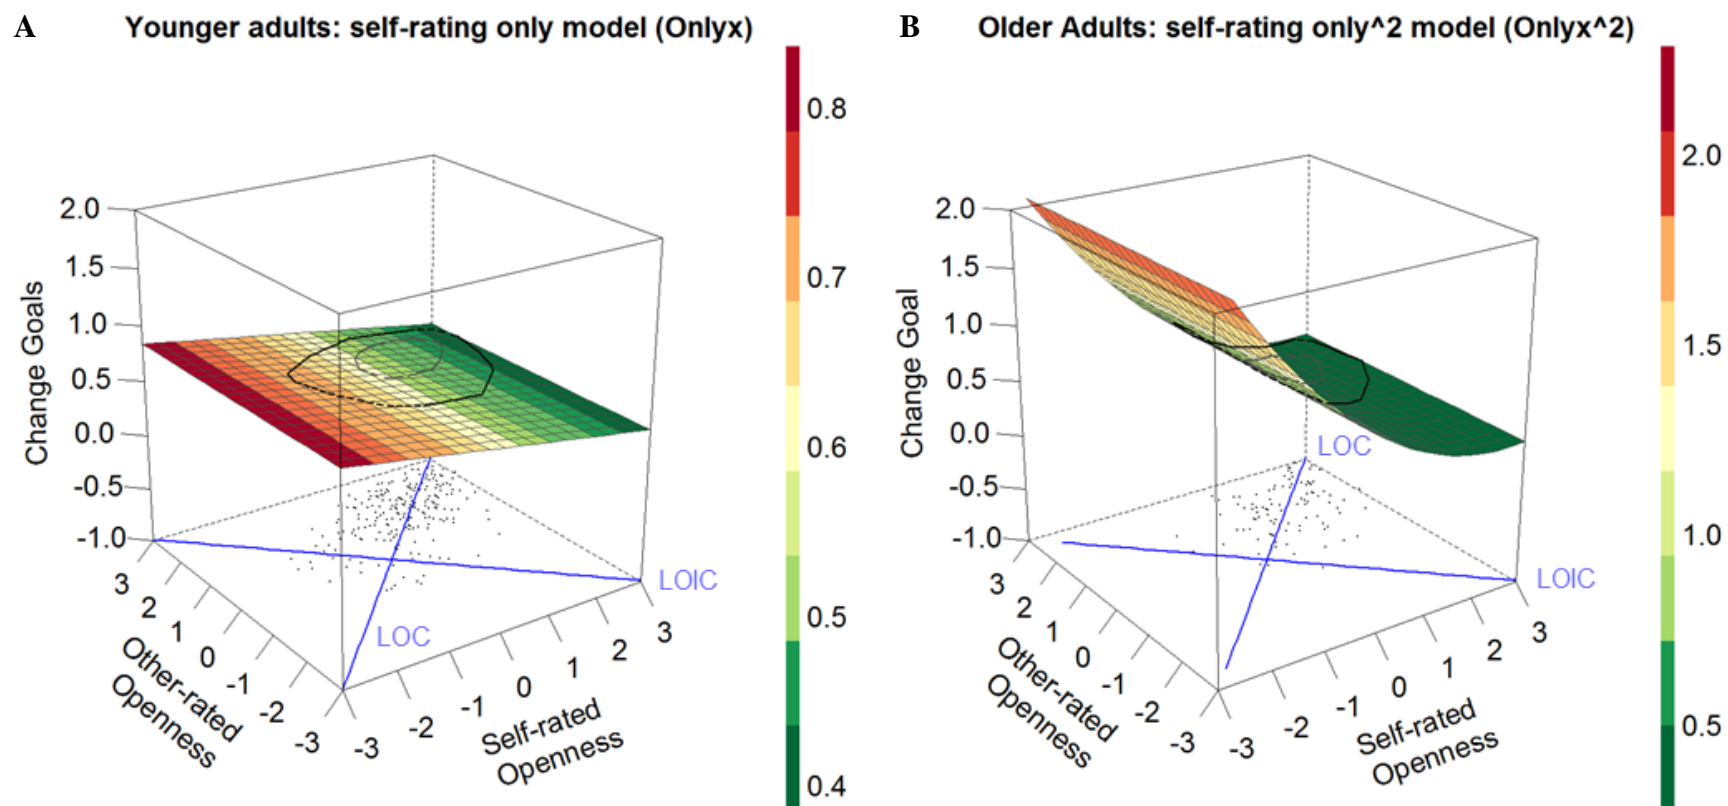 A
Younger adults: self-rating only model (Onlyx)
0.8
0.7
0.6
0.5
0.4
2.0
1.5
1.0
0.5
0.0
-0.5
-1.0
Change Goals
3
2
1
0
-1
-2
-3
Other-rated
Openness
-3
-2
-1
0
1
2
3
Self-rated
Openness
LOC
LOIC
B
Older Adults: self-rating only^2 model (Onlyx^2)
2.0
1.5
1.0
0.5
2.0
1.5
1.0
0.5
0.0
-0.5
-1.0
Change Goal
3
2
1
0
-1
-2
-3
Other-rated
Openness
-3
-2
-1
0
1
2
3
Self-rated
Openness
LOC
LOIC